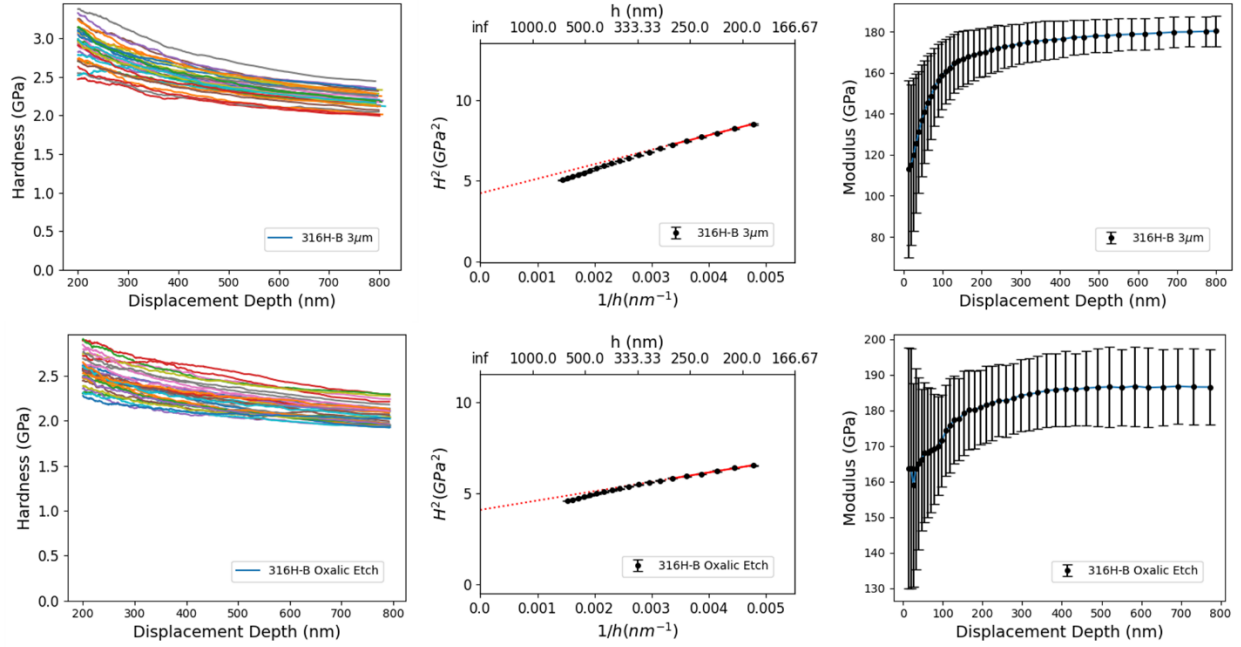 3.0
2.5
2.0
1.5
1.0
0.5
0.0
Hardness (GPa)
316H-B 3μm
200 300 400 500 600 700 800
Displacement Depth (nm)
h (nm)
inf 1000.0 500.0 333.33 250.0 200.0 166.67
10
5
0
H²(GPa²)
316H-B 3μm
0.000 0.001 0.002 0.003 0.004 0.005
1/h(nm⁻¹)
180
160
140
120
100
80
Modulus (GPa)
316H-B 3μm
0 100 200 300 400 500 600 700 800
Displacement Depth (nm)
2.5
2.0
1.5
1.0
0.5
0.0
Hardness (GPa)
316H-B Oxalic Etch
200 300 400 500 600 700 800
Displacement Depth (nm)
h (nm)
inf 1000.0 500.0 333.33 250.0 200.0 166.67
10
5
0
H²(GPa²)
316H-B Oxalic Etch
0.000 0.001 0.002 0.003 0.004 0.005
1/h(nm⁻¹)
200
190
180
170
160
150
140
130
Modulus (GPa)
316H-B Oxalic Etch
0 100 200 300 400 500 600 700 800
Displacement Depth (nm)